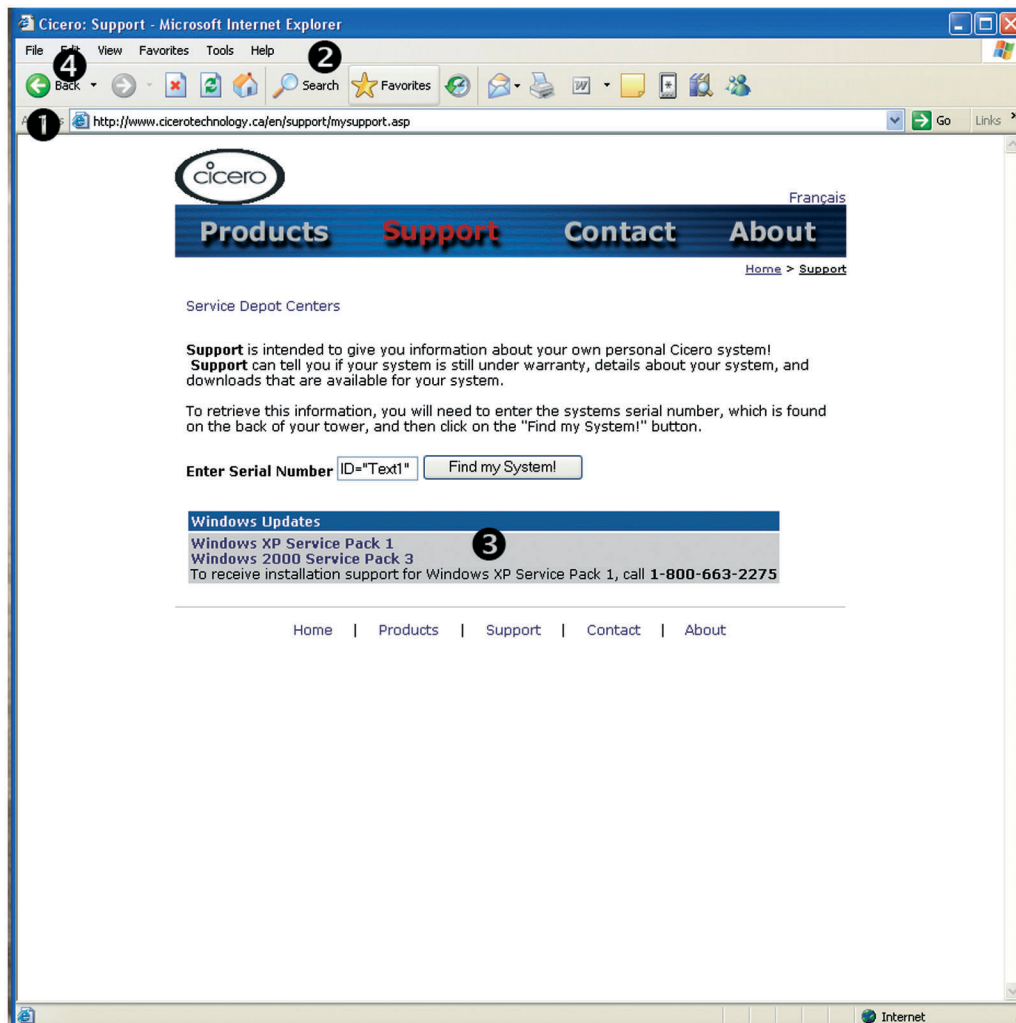 Cicero: Support - Microsoft Internet Explorer
File Edit View Favorites Tools Help
❷
❹
Back Search Favorites
❶
http://www.cicerotechnology.ca/en/support/mysupport.asp Go Links
cicero
Français
Products Support Contact About
Home > Support
Service Depot Centers
Support is intended to give you information about your own personal Cicero system!
Support can tell you if your system is still under warranty, details about your system, and
downloads that are available for your system.
To retrieve this information, you will need to enter the systems serial number, which is found
on the back of your tower, and then click on the "Find my System!" button.
Enter Serial Number ID="Text1" Find my System!
Windows Updates
Windows XP Service Pack 1
❸
Windows 2000 Service Pack 3
To receive installation support for Windows XP Service Pack 1, call 1-800-663-2275
Home | Products | Support | Contact | About
Internet